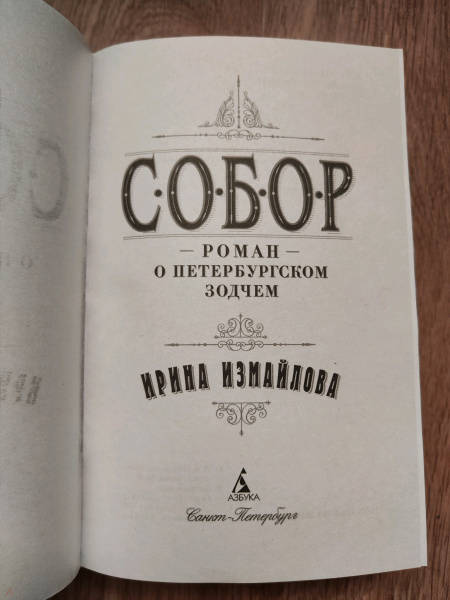 С·О·Б·О·Р
— РОМАН —
О ПЕТЕРБУРГСКОМ
ЗОДЧЕМ
ИРИНА ИЗМАЙЛОВА
АЗБУКА
Санкт-Петербург